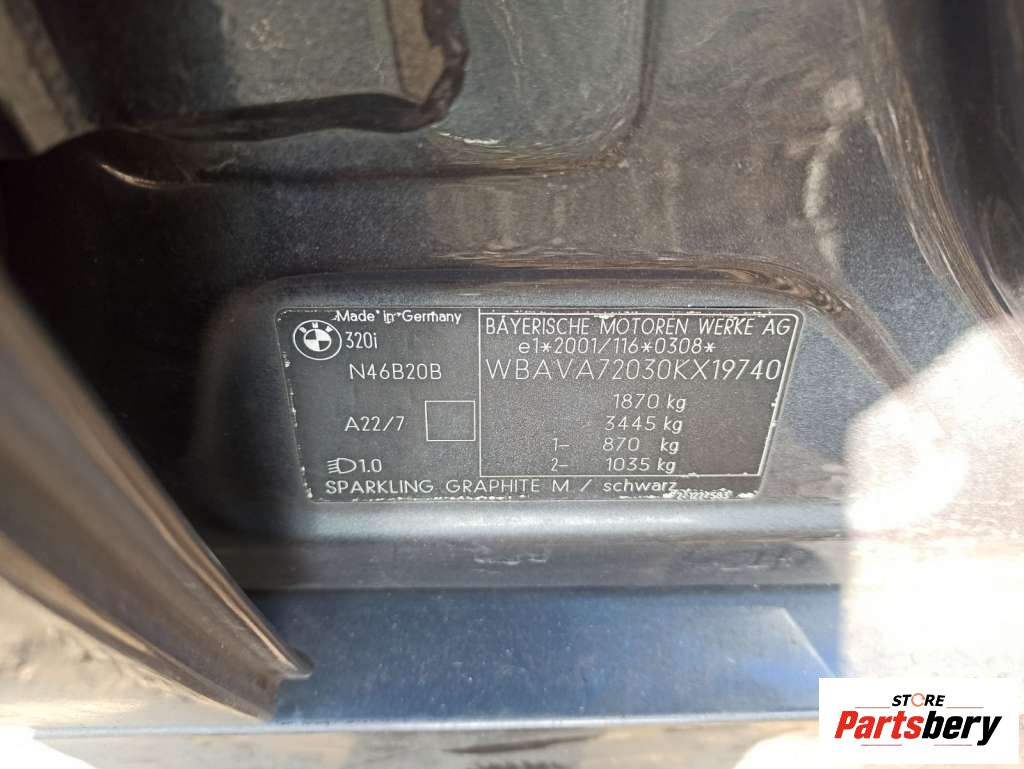 Made in Germany
BMW
320i
N46B20B
A22/7
1.0
BAYERISCHE MOTOREN WERKE AG
e1*2001/116*0308*
WBAVA72030KX19740
1870 kg
3445 kg
1- 870 kg
2- 1035 kg
SPARKLING GRAPHITE M / schwarz
STORE
Partsbery